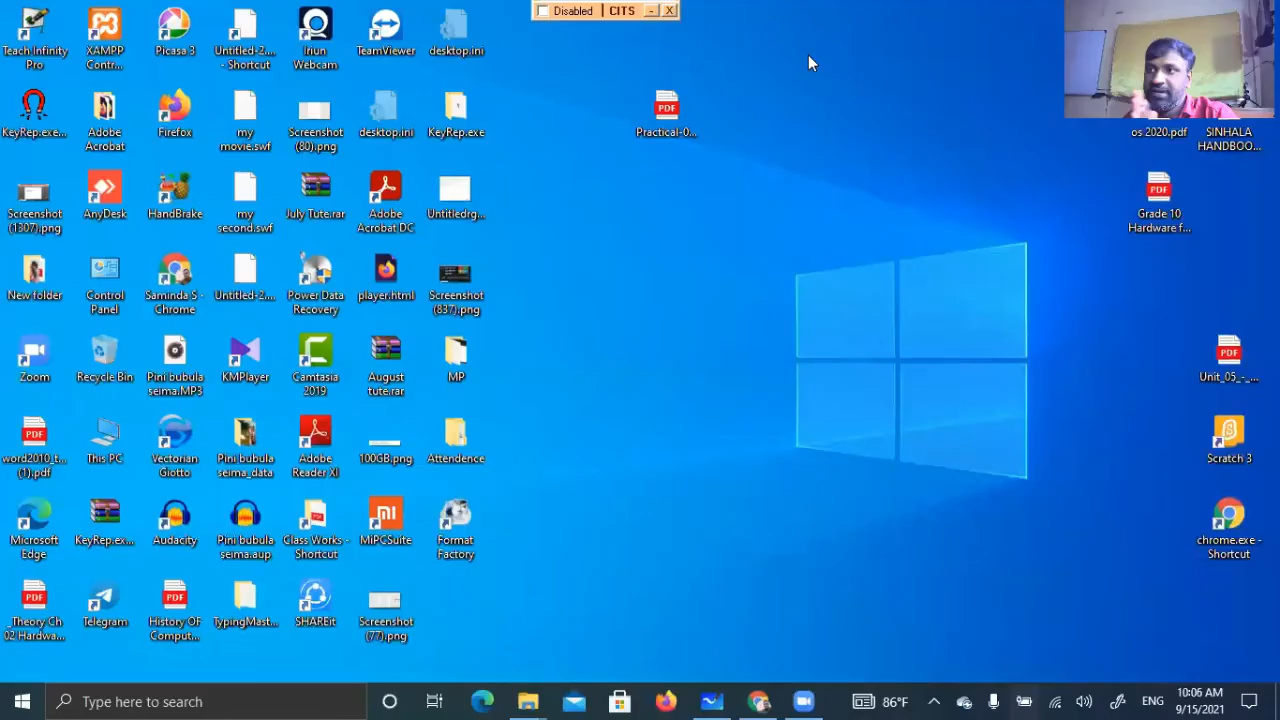 Disabled CITS
Teach Infinity Pro
XAMPP Contr...
Picasa 3
Untitled-2.... - Shortcut
Iriun Webcam
TeamViewer
desktop.ini
KeyRep.exe...
Adobe Acrobat
Firefox
my movie.swf
Screenshot (80).png
desktop.ini
KeyRep.exe
PDF
Practical-0...
os 2020.pdf
SINHALA HANDBOO...
Screenshot (1307).png
AnyDesk
HandBrake
my second.swf
July Tute.rar
Adobe Acrobat DC
Untitledrg...
PDF
Grade 10 Hardware f...
New folder
Control Panel
Saminda S - Chrome
Untitled-2....
Power Data Recovery
player.html
Screenshot (837).png
Zoom
Recycle Bin
Pini bubula seima.MP3
KMPlayer
Camtasia 2019
August tute.rar
MP
PDF
Unit_05_-_...
PDF
word2010_t... (1).pdf
This PC
Vectorian Giotto
Pini bubula seima_data
Adobe Reader XI
100GB.png
Attendence
Scratch 3
Microsoft Edge
KeyRep.ex...
Audacity
Pini bubula seima.aup
Class Works - Shortcut
MiPCSuite
Format Factory
chrome.exe - Shortcut
PDF
_Theory Ch 02 Hardwa...
Telegram
PDF
History OF Comput...
TypingMast...
SHAREit
Screenshot (77).png
Type here to search
86°F
ENG
10:06 AM
9/15/2021